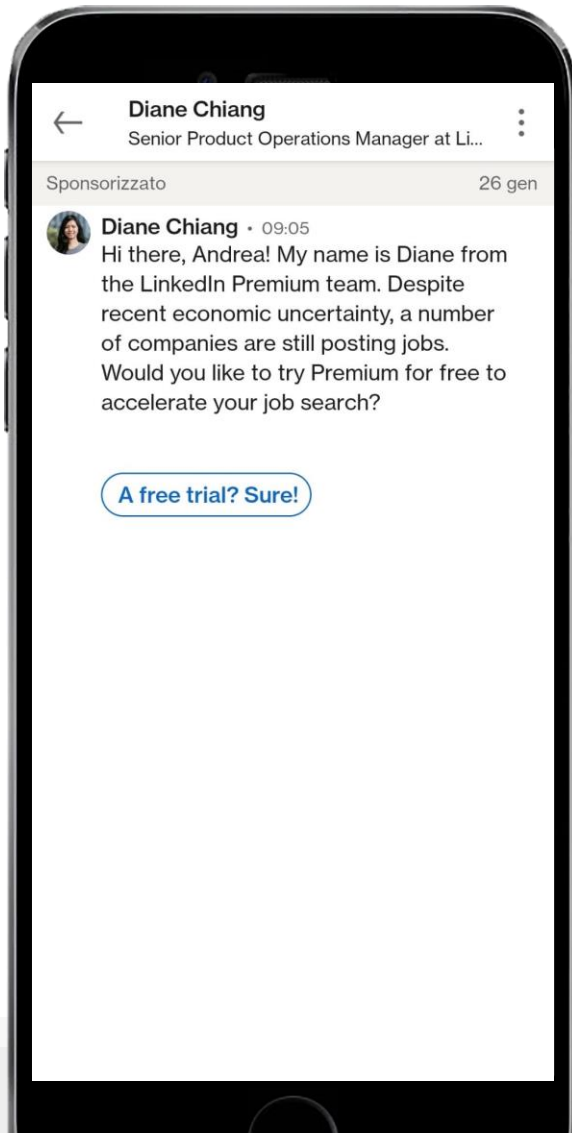 Diane Chiang
Senior Product Operations Manager at Li...
Sponsorizzato 26 gen
Diane Chiang • 09:05
Hi there, Andrea! My name is Diane from
the LinkedIn Premium team. Despite
recent economic uncertainty, a number
of companies are still posting jobs.
Would you like to try Premium for free to
accelerate your job search?
A free trial? Sure!